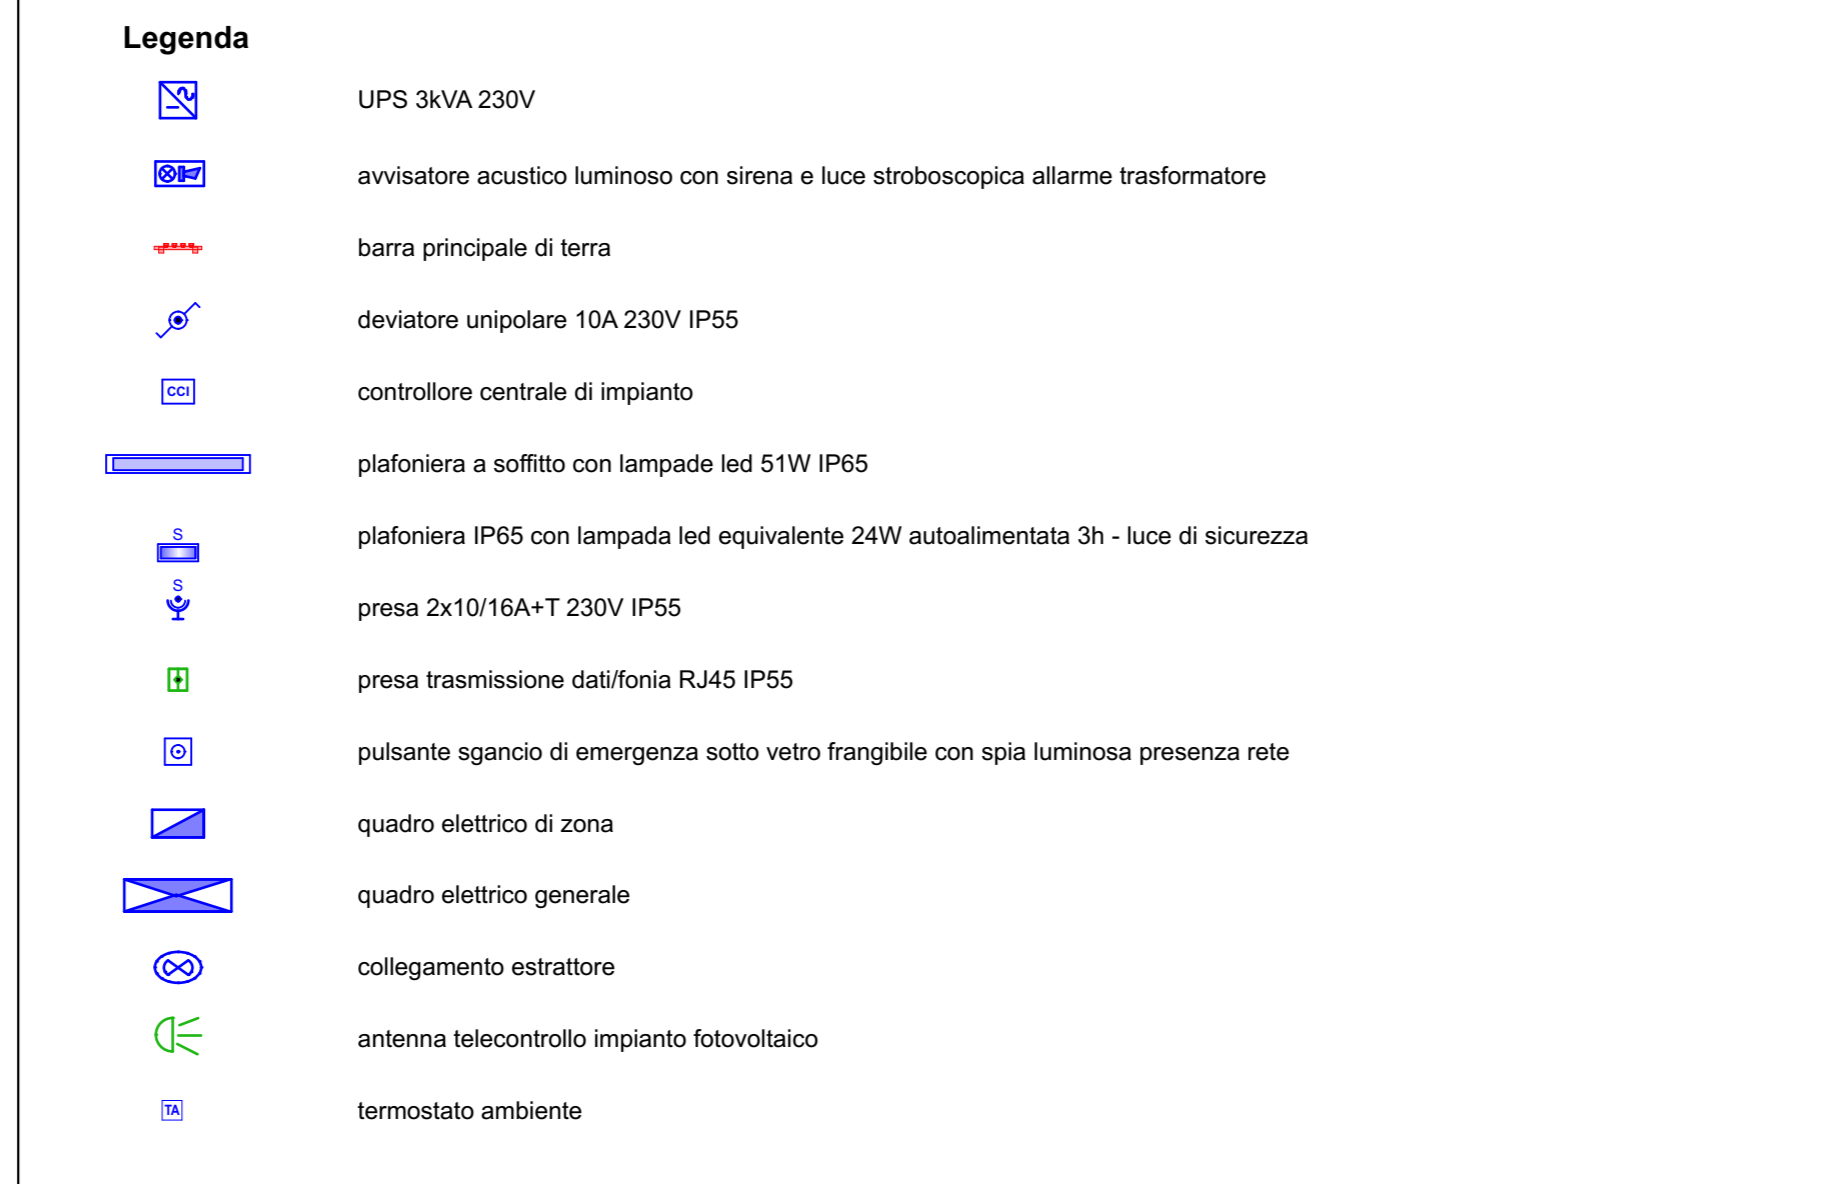 Legenda
UPS 3kVA 230V
avvisatore acustico luminoso con sirena e luce stroboscopica allarme trasformatore
barra principale di terra
deviatore unipolare 10A 230V IP55
CCI controllore centrale di impianto
plafoniera a soffitto con lampade led 51W IP65
S plafoniera IP65 con lampada led equivalente 24W autoalimentata 3h - luce di sicurezza
S presa 2x10/16A+T 230V IP55
presa trasmissione dati/fonia RJ45 IP55
pulsante sgancio di emergenza sotto vetro frangibile con spia luminosa presenza rete
quadro elettrico di zona
quadro elettrico generale
collegamento estrattore
antenna telecontrollo impianto fotovoltaico
TA termostato ambiente